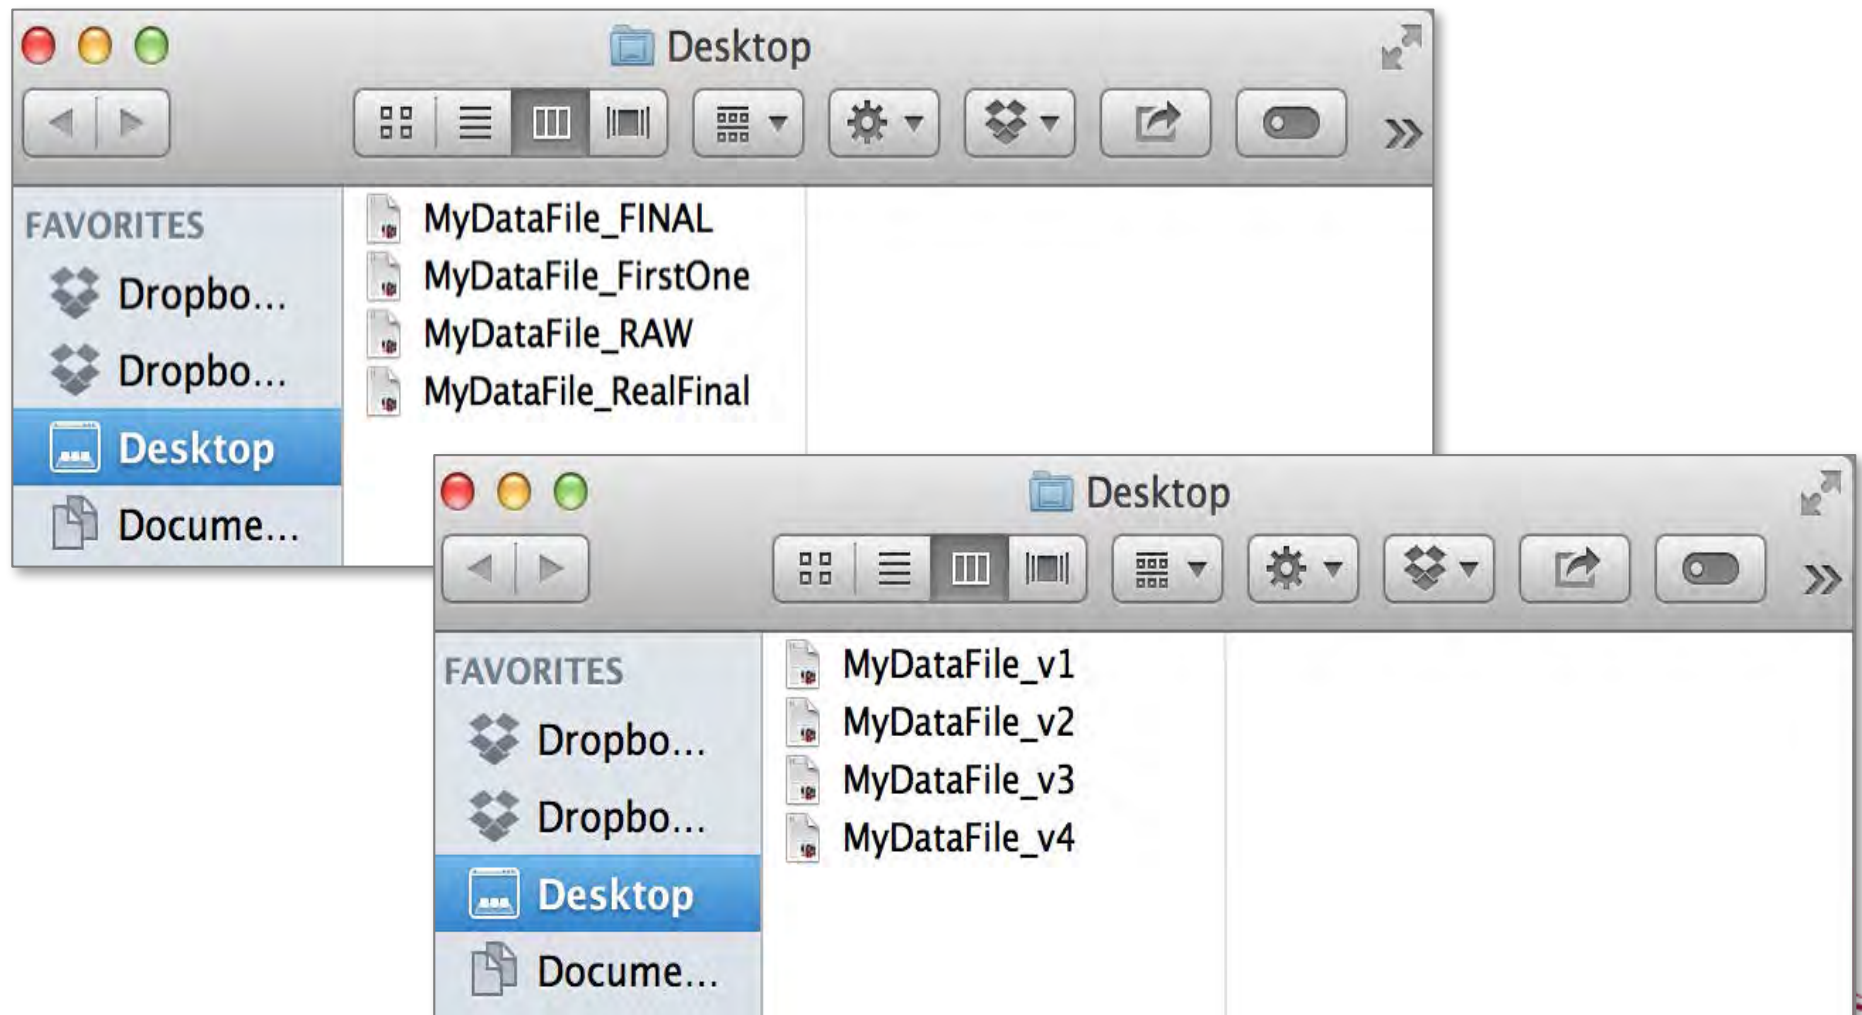 Desktop
FAVORITES
Dropbo...
Dropbo...
Desktop
Docume...
MyDataFile_FINAL
MyDataFile_FirstOne
MyDataFile_RAW
MyDataFile_RealFinal
Desktop
FAVORITES
Dropbo...
Dropbo...
Desktop
Docume...
MyDataFile_v1
MyDataFile_v2
MyDataFile_v3
MyDataFile_v4